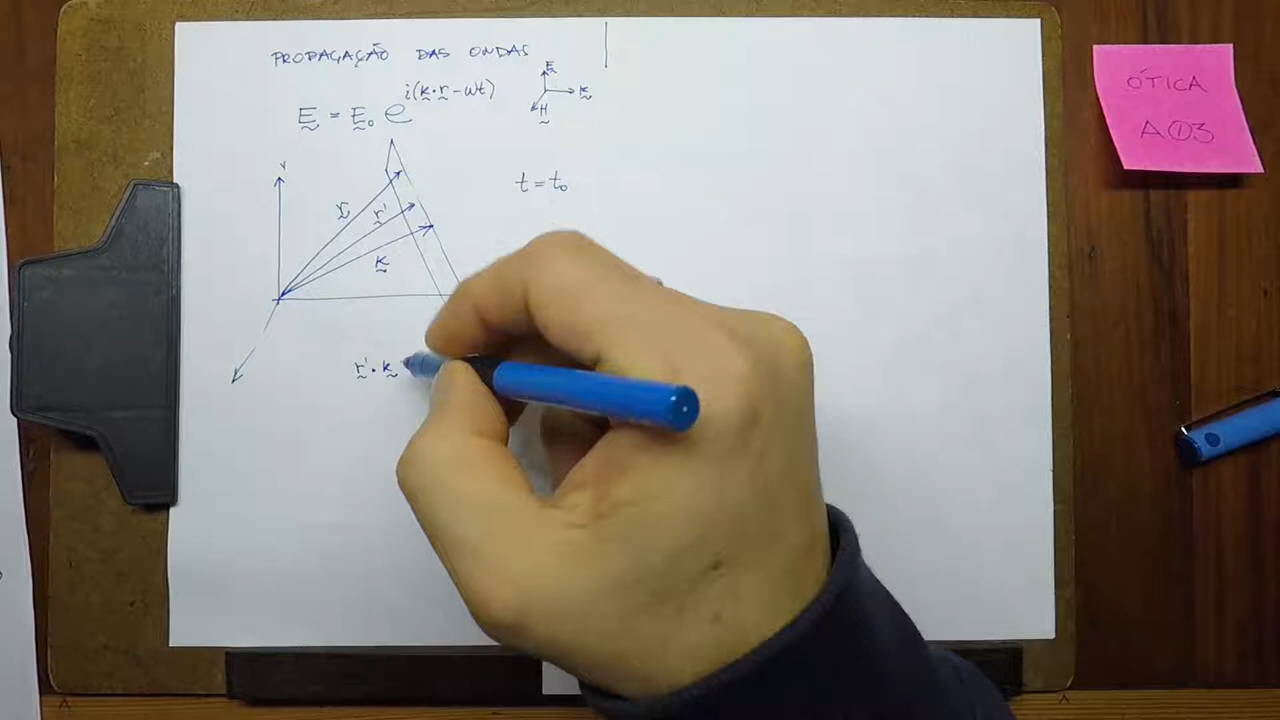 PROPAGAÇÃO DAS ONDAS
E = E₀ e^{i(k·r-ωt)}
E
k
H
t = t₀
r
r'
k
r'·k
ÓTICA
A03